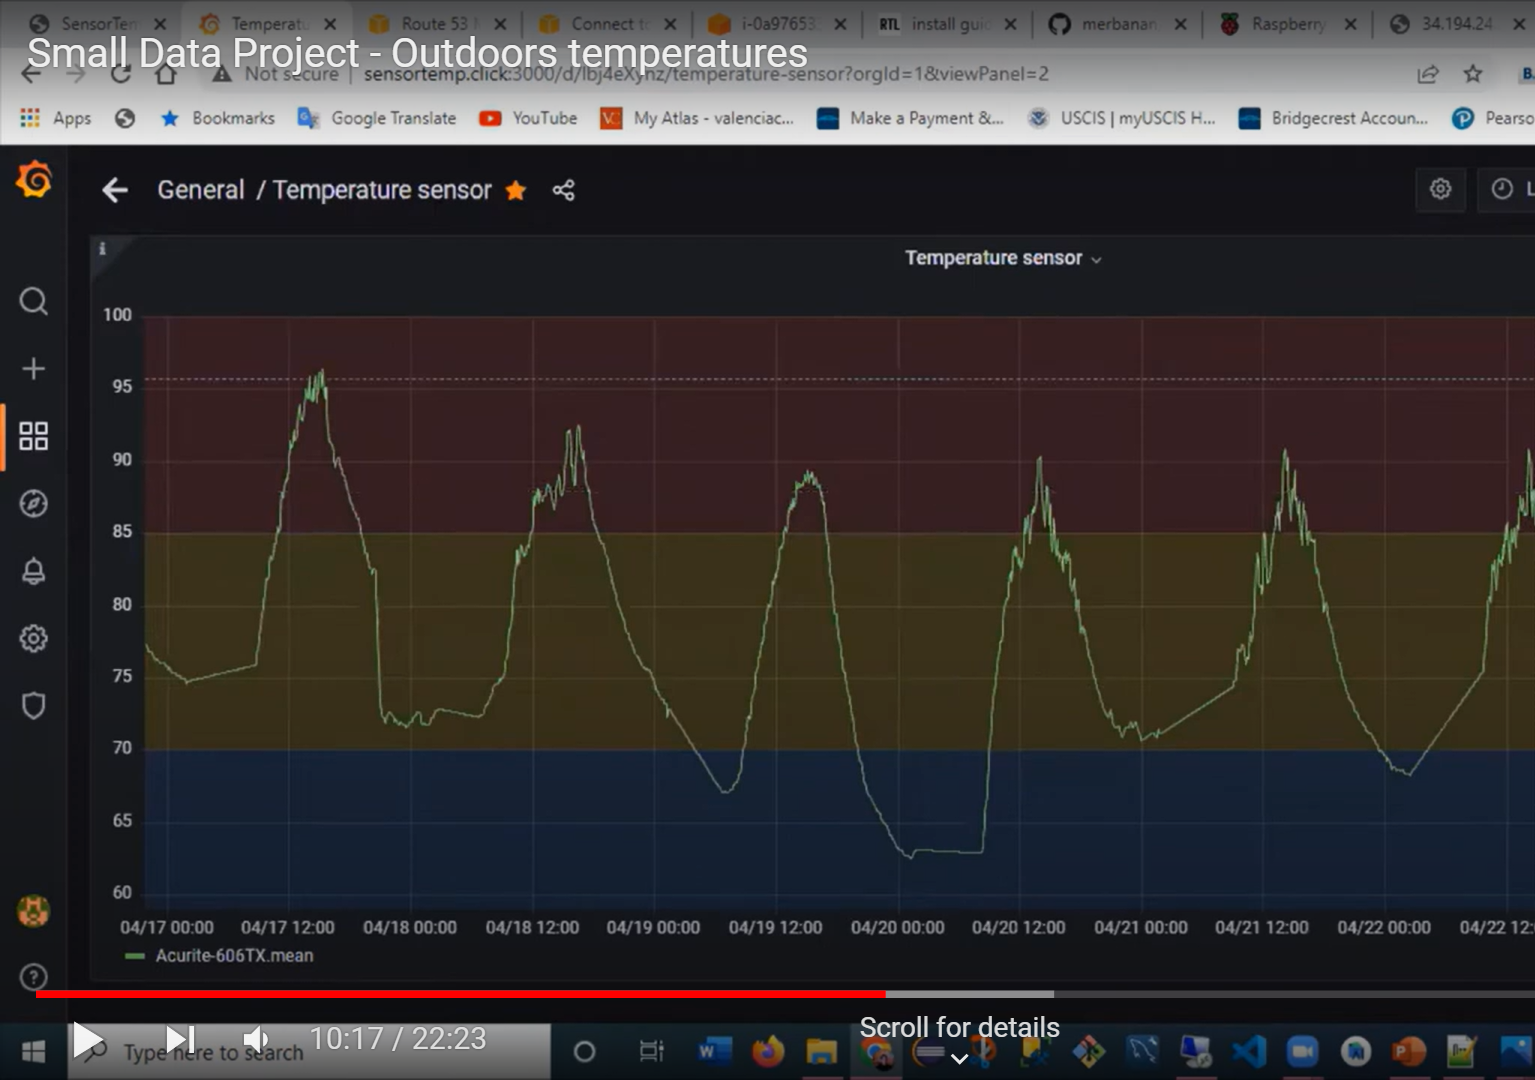 SensorTem
Temperatu
Route 53
Connect to
i-0a97653
RTL install guid
merbanan
Raspberry
34.194.24
Small Data Project - Outdoors temperatures
Not secure | sensortemp.click:3000/d/lbj4eXynz/temperature-sensor?orgId=1&viewPanel=2
Apps
Bookmarks
Google Translate
YouTube
VC My Atlas - valenciac...
Make a Payment &...
USCIS | myUSCIS H...
Bridgecrest Accoun...
Pearso
General / Temperature sensor
L
i
Temperature sensor
100
95
90
85
80
75
70
65
60
04/17 00:00 04/17 12:00 04/18 00:00 04/18 12:00 04/19 00:00 04/19 12:00 04/20 00:00 04/20 12:00 04/21 00:00 04/21 12:00 04/22 00:00 04/22 12:
Acurite-606TX.mean
Scroll for details
10:17 / 22:23
Type here to search